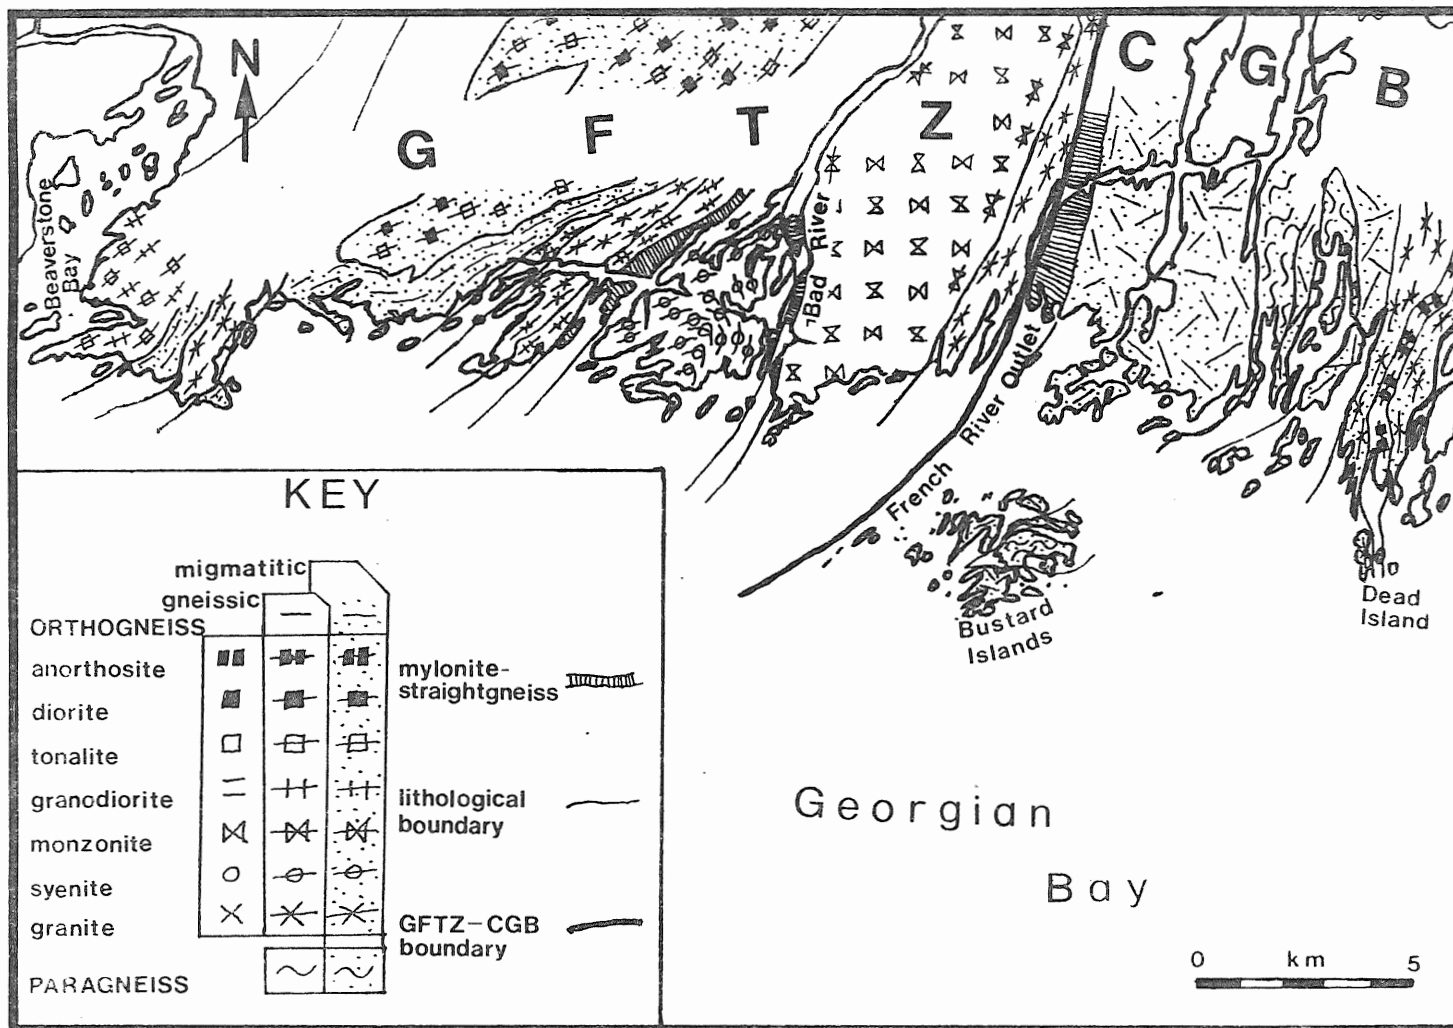 N
G F T Z
C G B
Beaverstone
Bay
Bad River
French River Outlet
Bustard
Islands
Dead
Island
Georgian
Bay
0 km 5
KEY
migmatitic
gneissic
ORTHOGNEISS
anorthosite
diorite
tonalite
granodiorite
monzonite
syenite
granite
PARAGNEISS
mylonite-
straightgneiss
lithological
boundary
GFTZ-CGB
boundary